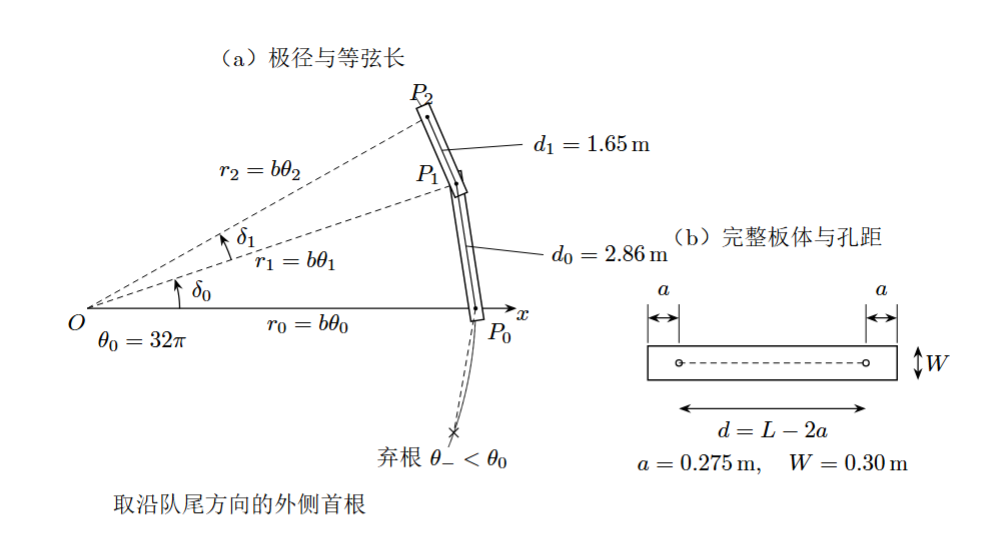 （a）极径与等弦长
P₂
d₁ = 1.65 m
r₂ = bθ₂
P₁
δ₁
r₁ = bθ₁
d₀ = 2.86 m
δ₀
O
r₀ = bθ₀
x
θ₀ = 32π
P₀
弃根 θ₋ < θ₀
取沿队尾方向的外侧首根
（b）完整板体与孔距
a
a
W
d = L − 2a
a = 0.275 m, W = 0.30 m